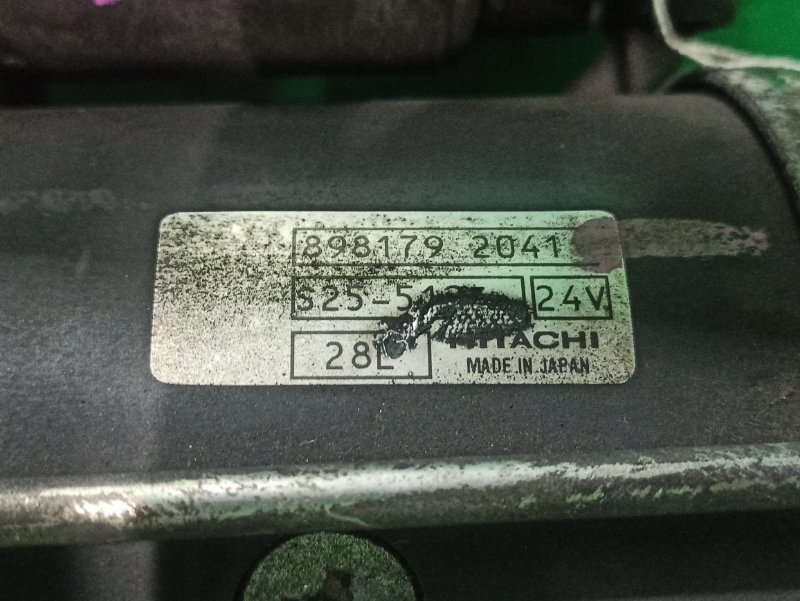 898179 2041
24V
28L
HITACHI
MADE IN JAPAN